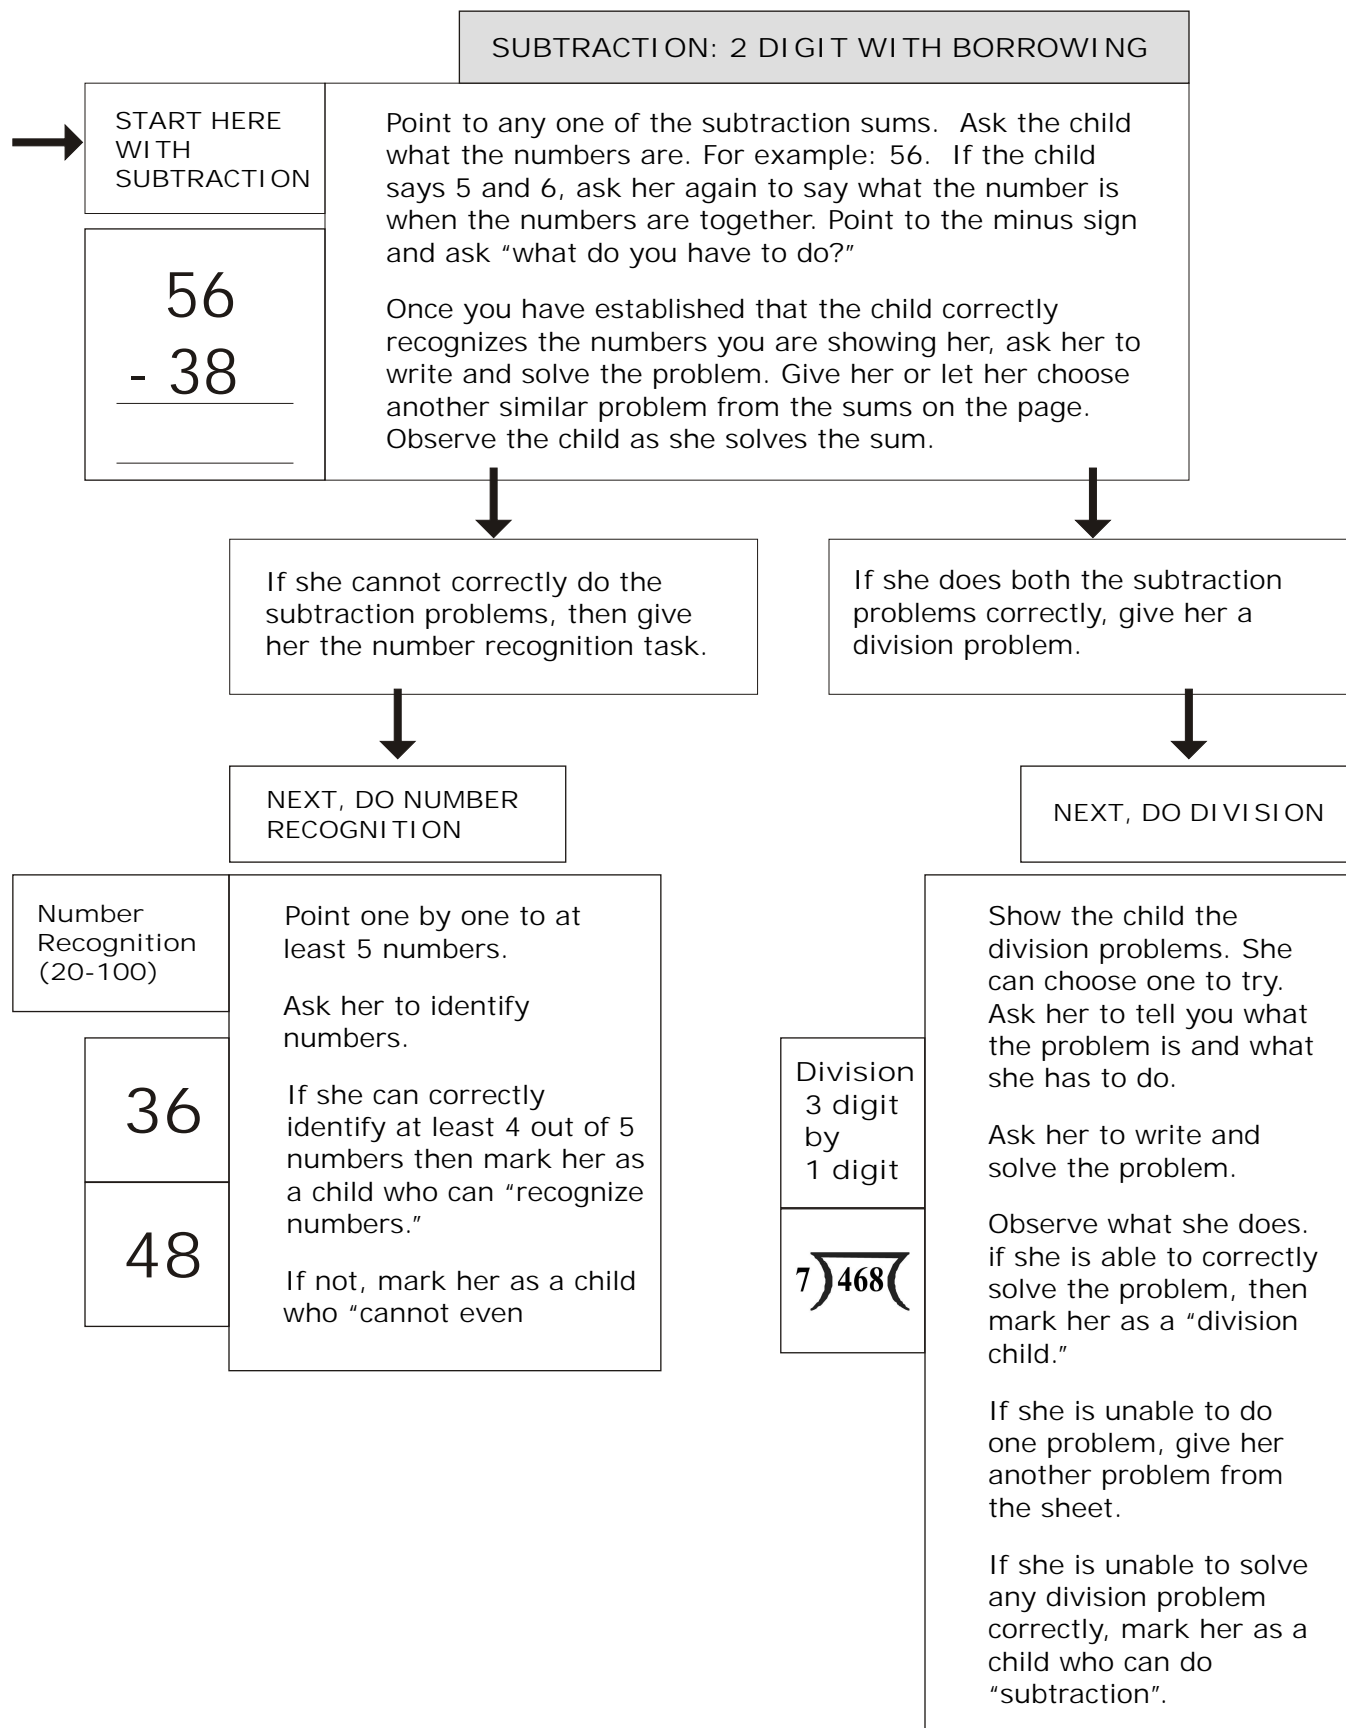 SUBTRACTION: 2 DIGIT WITH BORROWING
START HERE
WITH
SUBTRACTION
Point to any one of the subtraction sums. Ask the child
what the numbers are. For example: 56. If the child
says 5 and 6, ask her again to say what the number is
when the numbers are together. Point to the minus sign
and ask “what do you have to do?”
56
- 38
Once you have established that the child correctly
recognizes the numbers you are showing her, ask her to
write and solve the problem. Give her or let her choose
another similar problem from the sums on the page.
Observe the child as she solves the sum.
If she cannot correctly do the
subtraction problems, then give
her the number recognition task.
If she does both the subtraction
problems correctly, give her a
division problem.
NEXT, DO NUMBER
RECOGNITION
NEXT, DO DIVISION
Number
Recognition
(20-100)
36
48
Point one by one to at
least 5 numbers.
Ask her to identify
numbers.
If she can correctly
identify at least 4 out of 5
numbers then mark her as
a child who can “recognize
numbers.”
If not, mark her as a child
who “cannot even
Division
3 digit
by
1 digit
7)468(
Show the child the
division problems. She
can choose one to try.
Ask her to tell you what
the problem is and what
she has to do.
Ask her to write and
solve the problem.
Observe what she does.
if she is able to correctly
solve the problem, then
mark her as a “division
child.”
If she is unable to do
one problem, give her
another problem from
the sheet.
If she is unable to solve
any division problem
correctly, mark her as a
child who can do
“subtraction”.